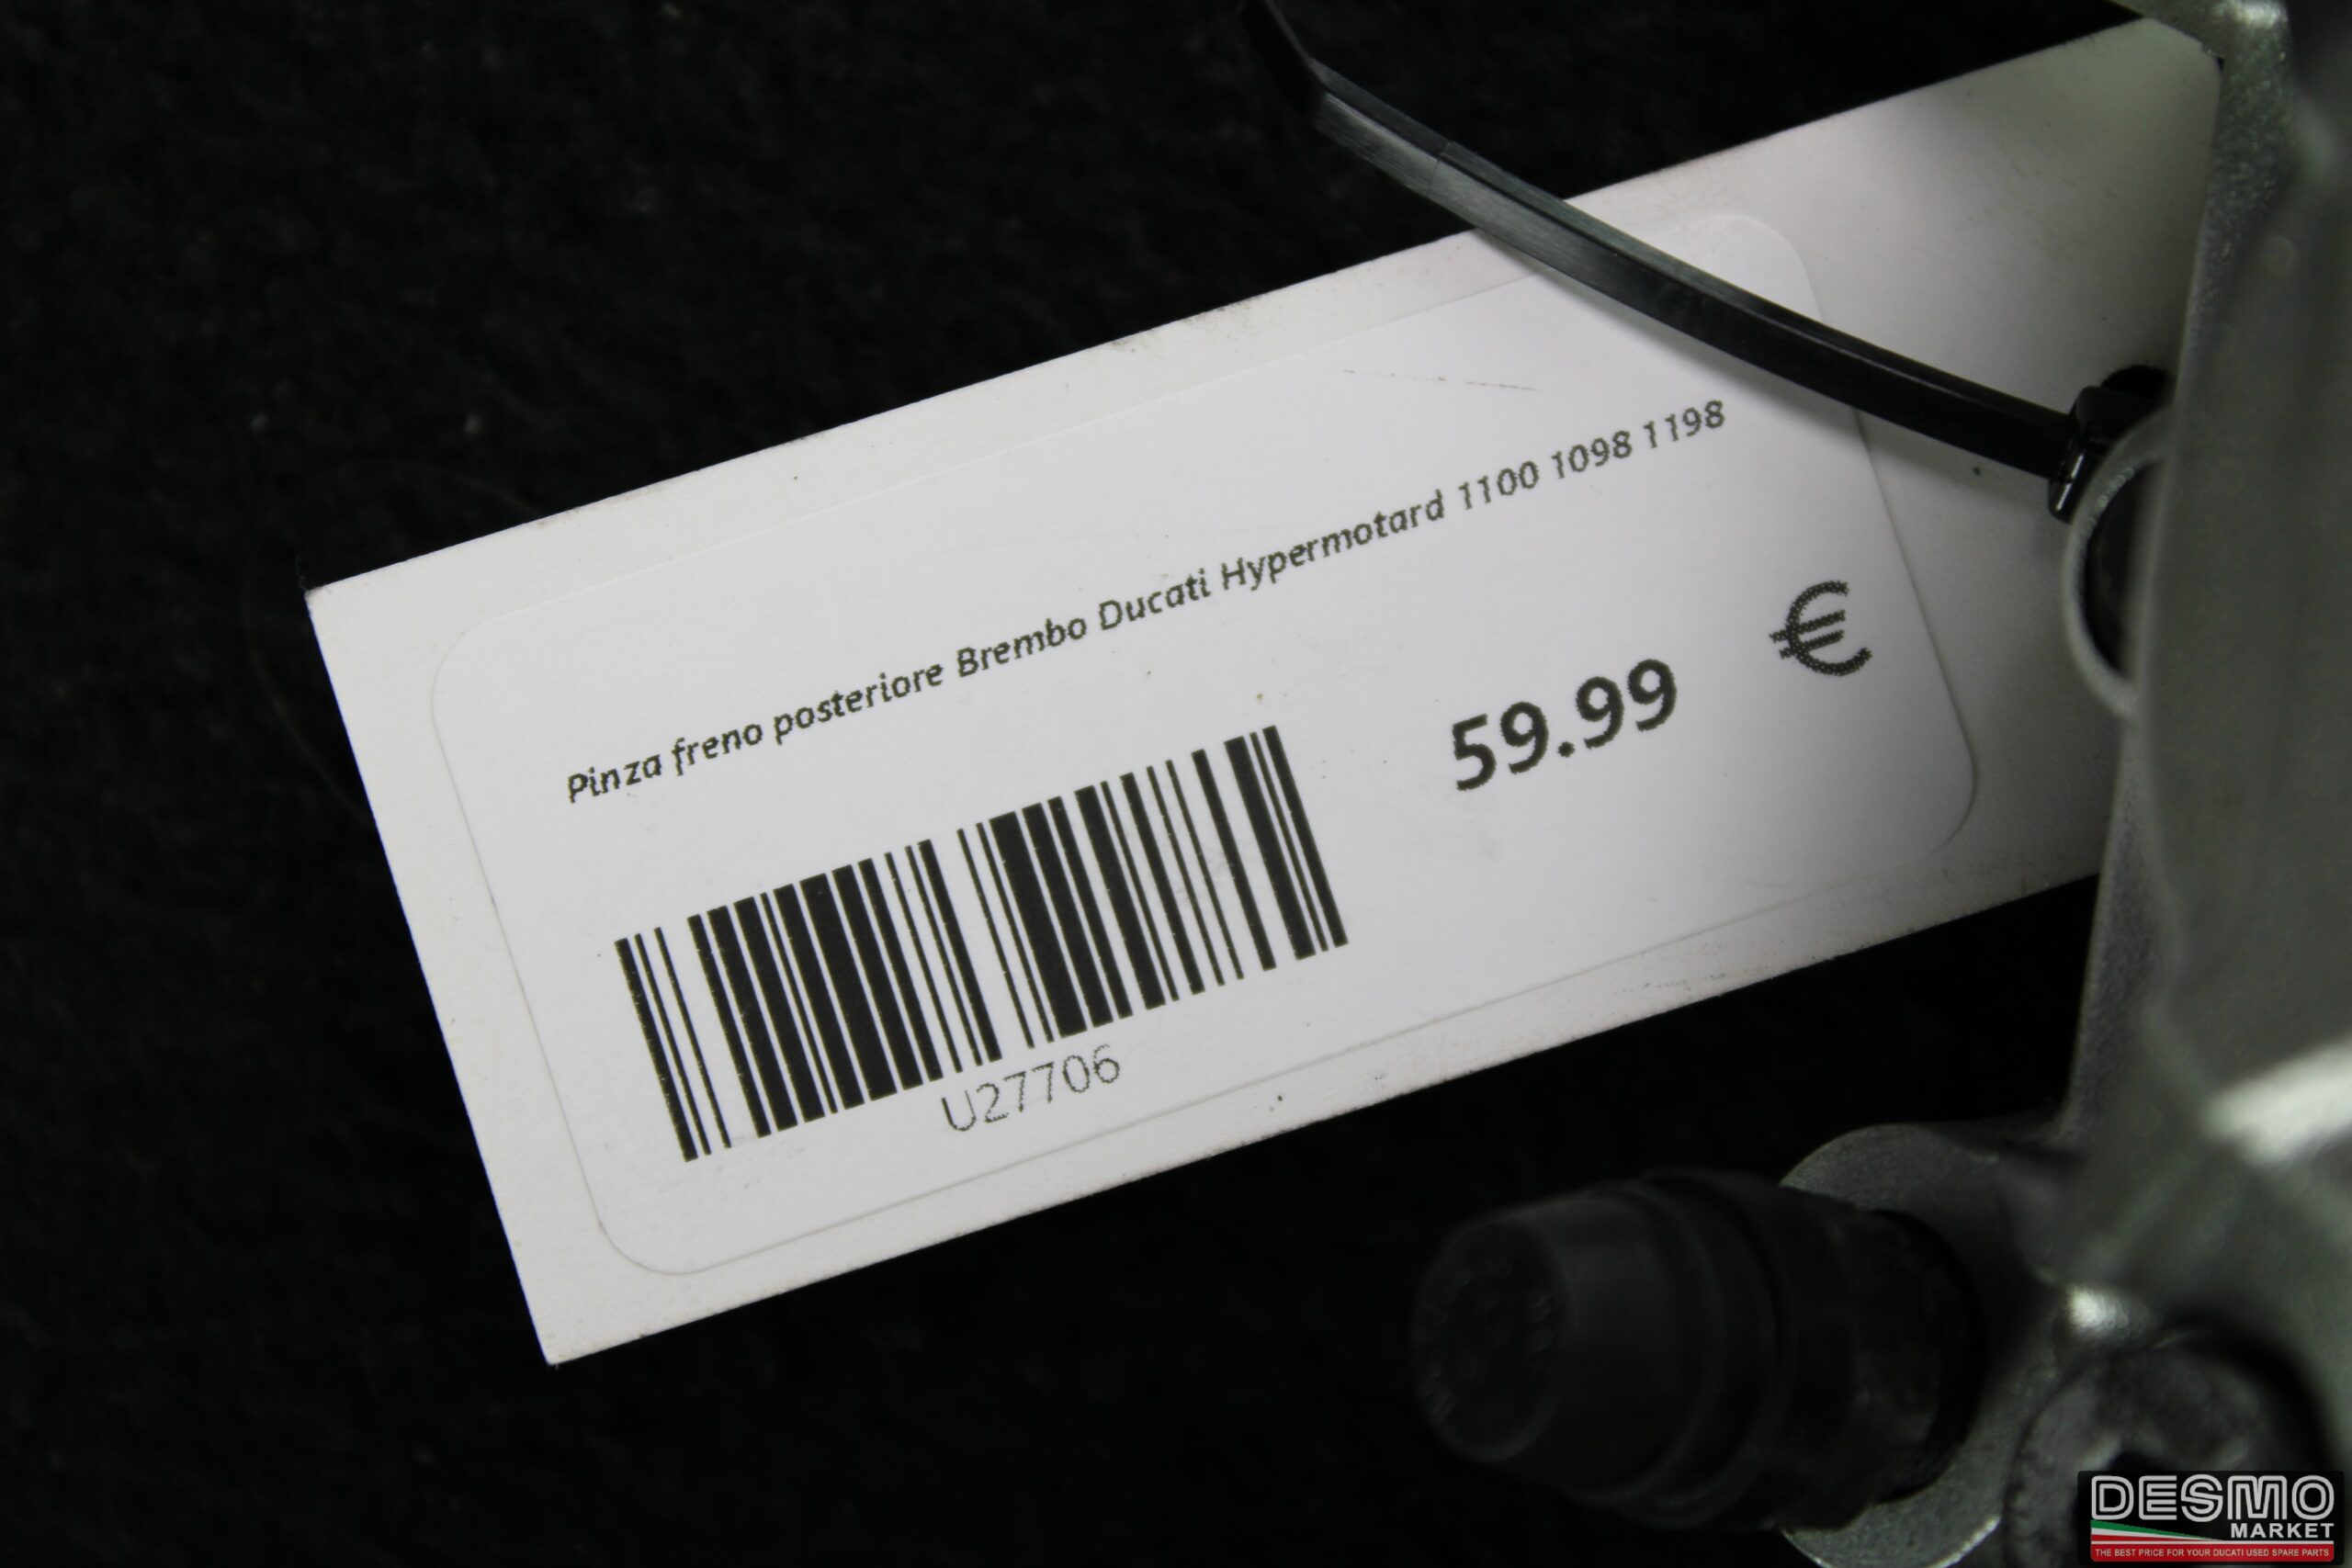 Pinza freno posteriore Brembo Ducati Hypermotard 1100 1098 1198
59.99 €
U27706
DESMO
MARKET
THE BEST PRICE FOR YOUR DUCATI USED SPARE PARTS